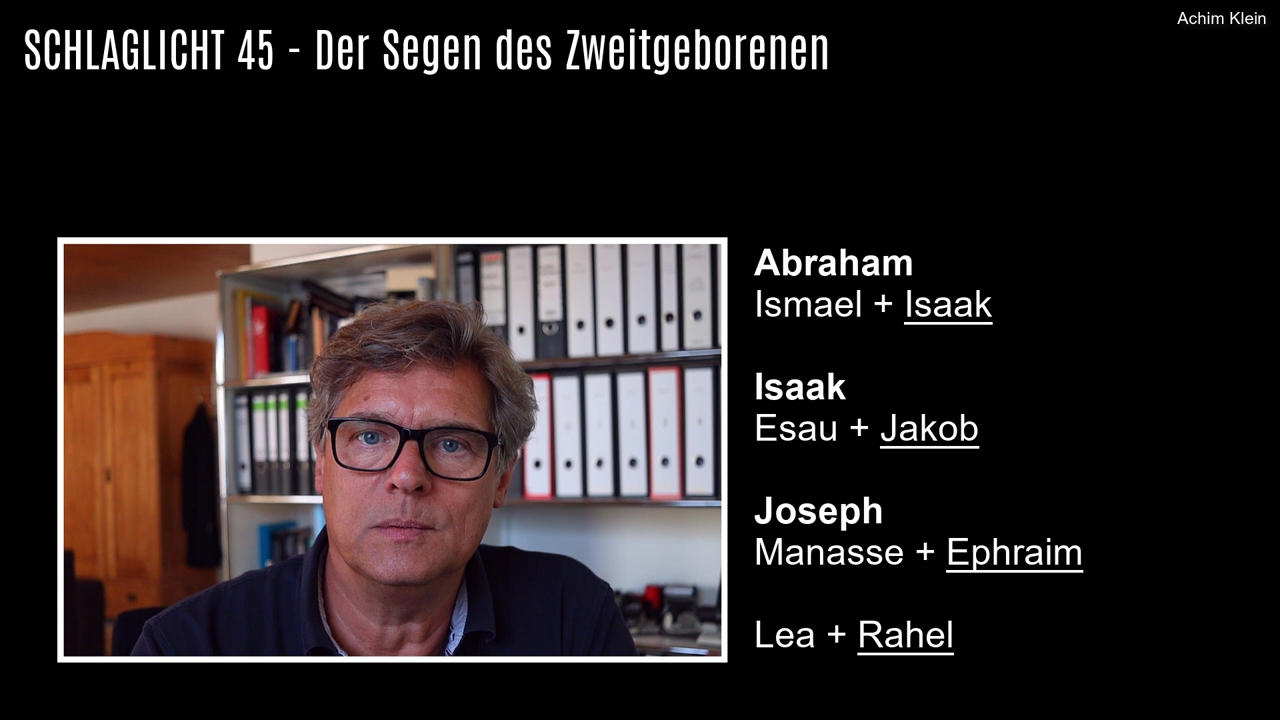 Achim Klein
SCHLAGLICHT 45 - Der Segen des Zweitgeborenen
Abraham
Ismael + Isaak
Isaak
Esau + Jakob
Joseph
Manasse + Ephraim
Lea + Rahel